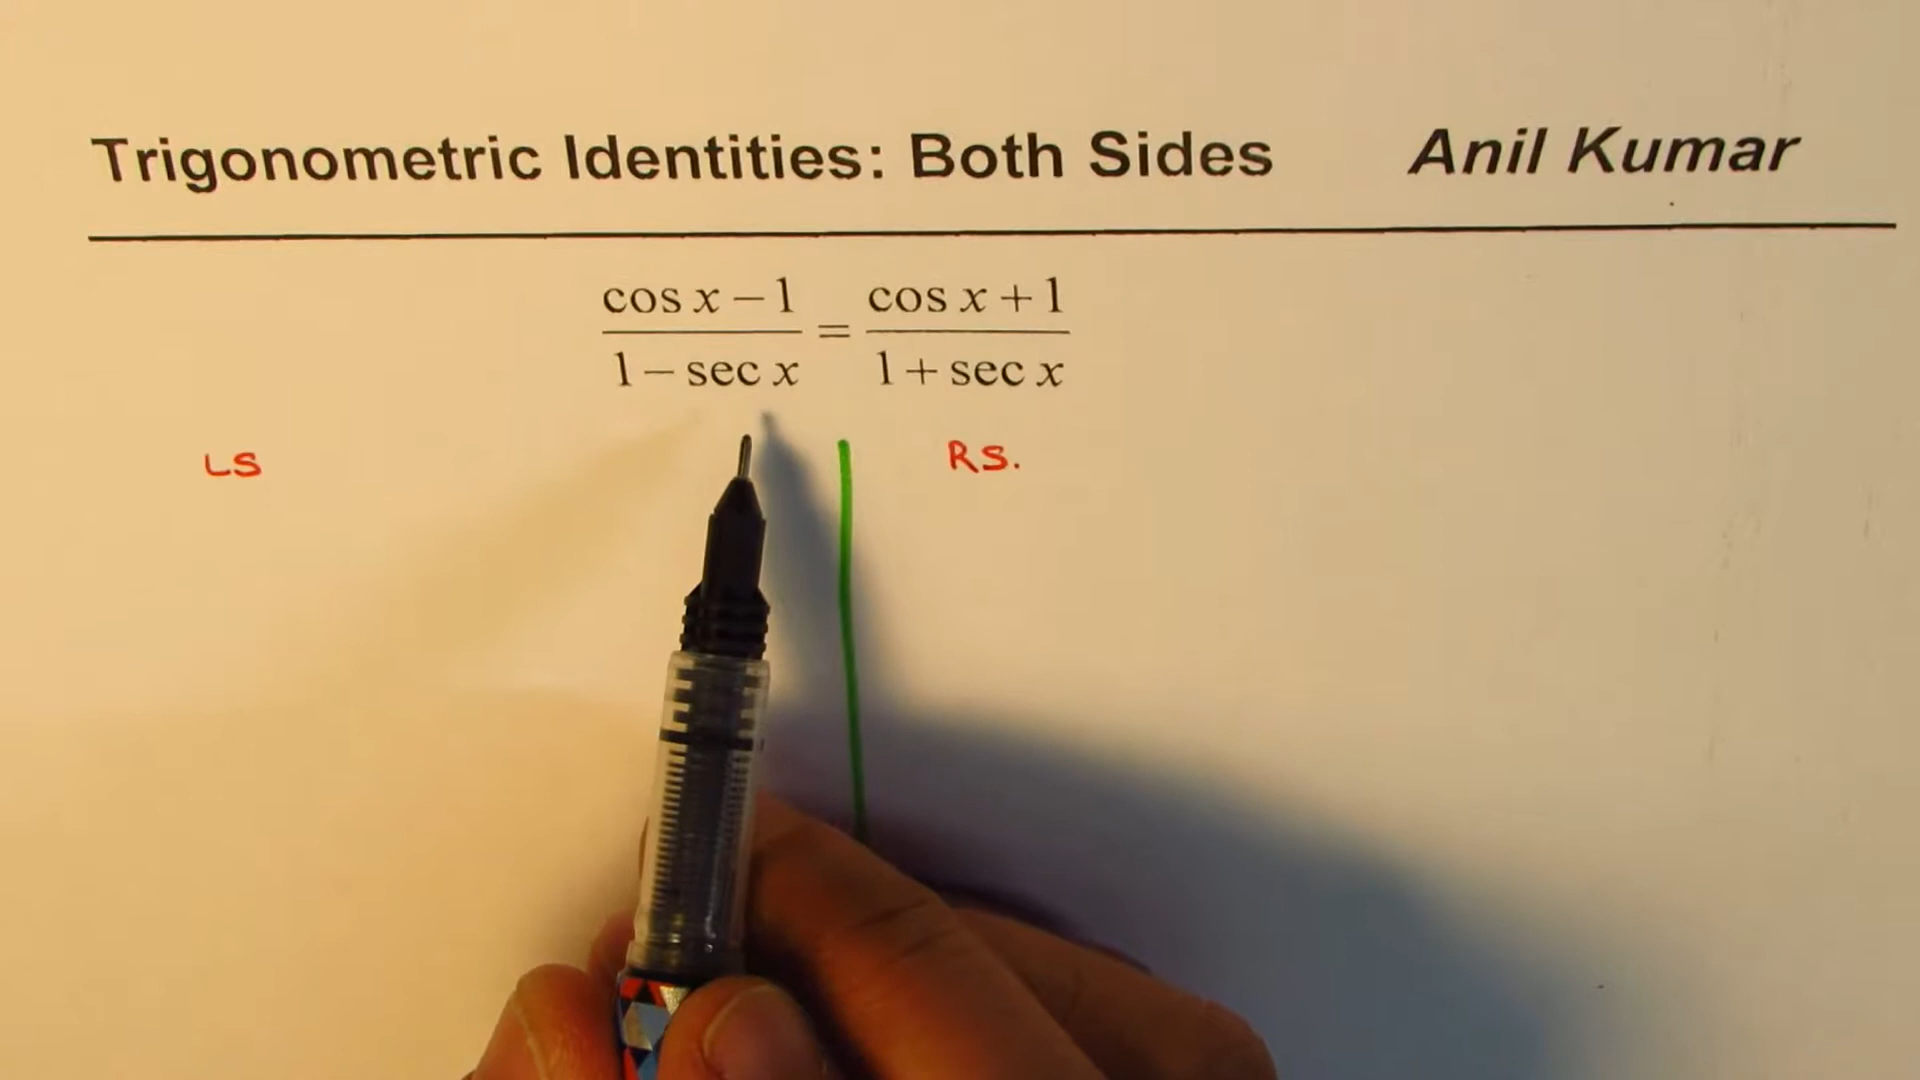 Trigonometric Identities: Both Sides Anil Kumar
cos x − 1 / 1 − sec x = cos x + 1 / 1 + sec x
LS RS.